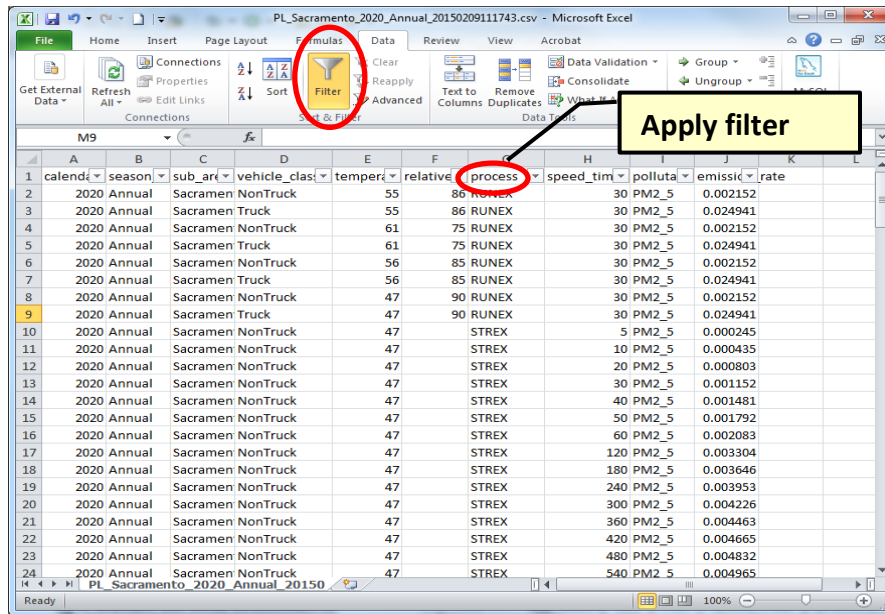 PL_Sacramento_2020_Annual_20150209111743.csv - Microsoft Excel
File Home Insert Page Layout Formulas Data Review View Acrobat
Get External Data
Refresh All
Connections
Properties
Edit Links
Connections
Sort
Filter
Clear
Reapply
Advanced
Sort & Filter
Text to Columns
Remove Duplicates
Data Validation
Consolidate
What If A
Data Tools
Group
Ungroup
Apply filter
M9 fx
A B C D E F G H I J K L
1 calenda season sub_are vehicle_clas tempera relative process speed_tim polluta emissic rate
2 2020 Annual Sacramen NonTruck 55 86 RUNEX 30 PM2_5 0.002152
3 2020 Annual Sacramen Truck 55 86 RUNEX 30 PM2_5 0.024941
4 2020 Annual Sacramen NonTruck 61 75 RUNEX 30 PM2_5 0.002152
5 2020 Annual Sacramen Truck 61 75 RUNEX 30 PM2_5 0.024941
6 2020 Annual Sacramen NonTruck 56 85 RUNEX 30 PM2_5 0.002152
7 2020 Annual Sacramen Truck 56 85 RUNEX 30 PM2_5 0.024941
8 2020 Annual Sacramen NonTruck 47 90 RUNEX 30 PM2_5 0.002152
9 2020 Annual Sacramen Truck 47 90 RUNEX 30 PM2_5 0.024941
10 2020 Annual Sacramen NonTruck 47 STREX 5 PM2_5 0.000245
11 2020 Annual Sacramen NonTruck 47 STREX 10 PM2_5 0.000435
12 2020 Annual Sacramen NonTruck 47 STREX 20 PM2_5 0.000803
13 2020 Annual Sacramen NonTruck 47 STREX 30 PM2_5 0.001152
14 2020 Annual Sacramen NonTruck 47 STREX 40 PM2_5 0.001481
15 2020 Annual Sacramen NonTruck 47 STREX 50 PM2_5 0.001792
16 2020 Annual Sacramen NonTruck 47 STREX 60 PM2_5 0.002083
17 2020 Annual Sacramen NonTruck 47 STREX 120 PM2_5 0.003304
18 2020 Annual Sacramen NonTruck 47 STREX 180 PM2_5 0.003646
19 2020 Annual Sacramen NonTruck 47 STREX 240 PM2_5 0.003953
20 2020 Annual Sacramen NonTruck 47 STREX 300 PM2_5 0.004226
21 2020 Annual Sacramen NonTruck 47 STREX 360 PM2_5 0.004463
22 2020 Annual Sacramen NonTruck 47 STREX 420 PM2_5 0.004665
23 2020 Annual Sacramen NonTruck 47 STREX 480 PM2_5 0.004832
24 2020 Annual Sacramen NonTruck 47 STREX 540 PM2_5 0.004965
PL_Sacramento_2020_Annual_20150
Ready 100%